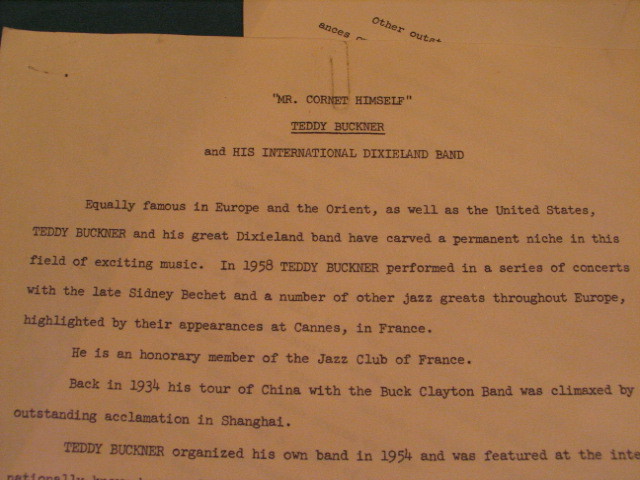 Other outst
ances
"MR. CORNET HIMSELF"
TEDDY BUCKNER
and HIS INTERNATIONAL DIXIELAND BAND
Equally famous in Europe and the Orient, as well as the United States,
TEDDY BUCKNER and his great Dixieland band have carved a permanent niche in this
field of exciting music. In 1958 TEDDY BUCKNER performed in a series of concerts
with the late Sidney Bechet and a number of other jazz greats throughout Europe,
highlighted by their appearances at Cannes, in France.
He is an honorary member of the Jazz Club of France.
Back in 1934 his tour of China with the Buck Clayton Band was climaxed by
outstanding acclamation in Shanghai.
TEDDY BUCKNER organized his own band in 1954 and was featured at the inte
nationally